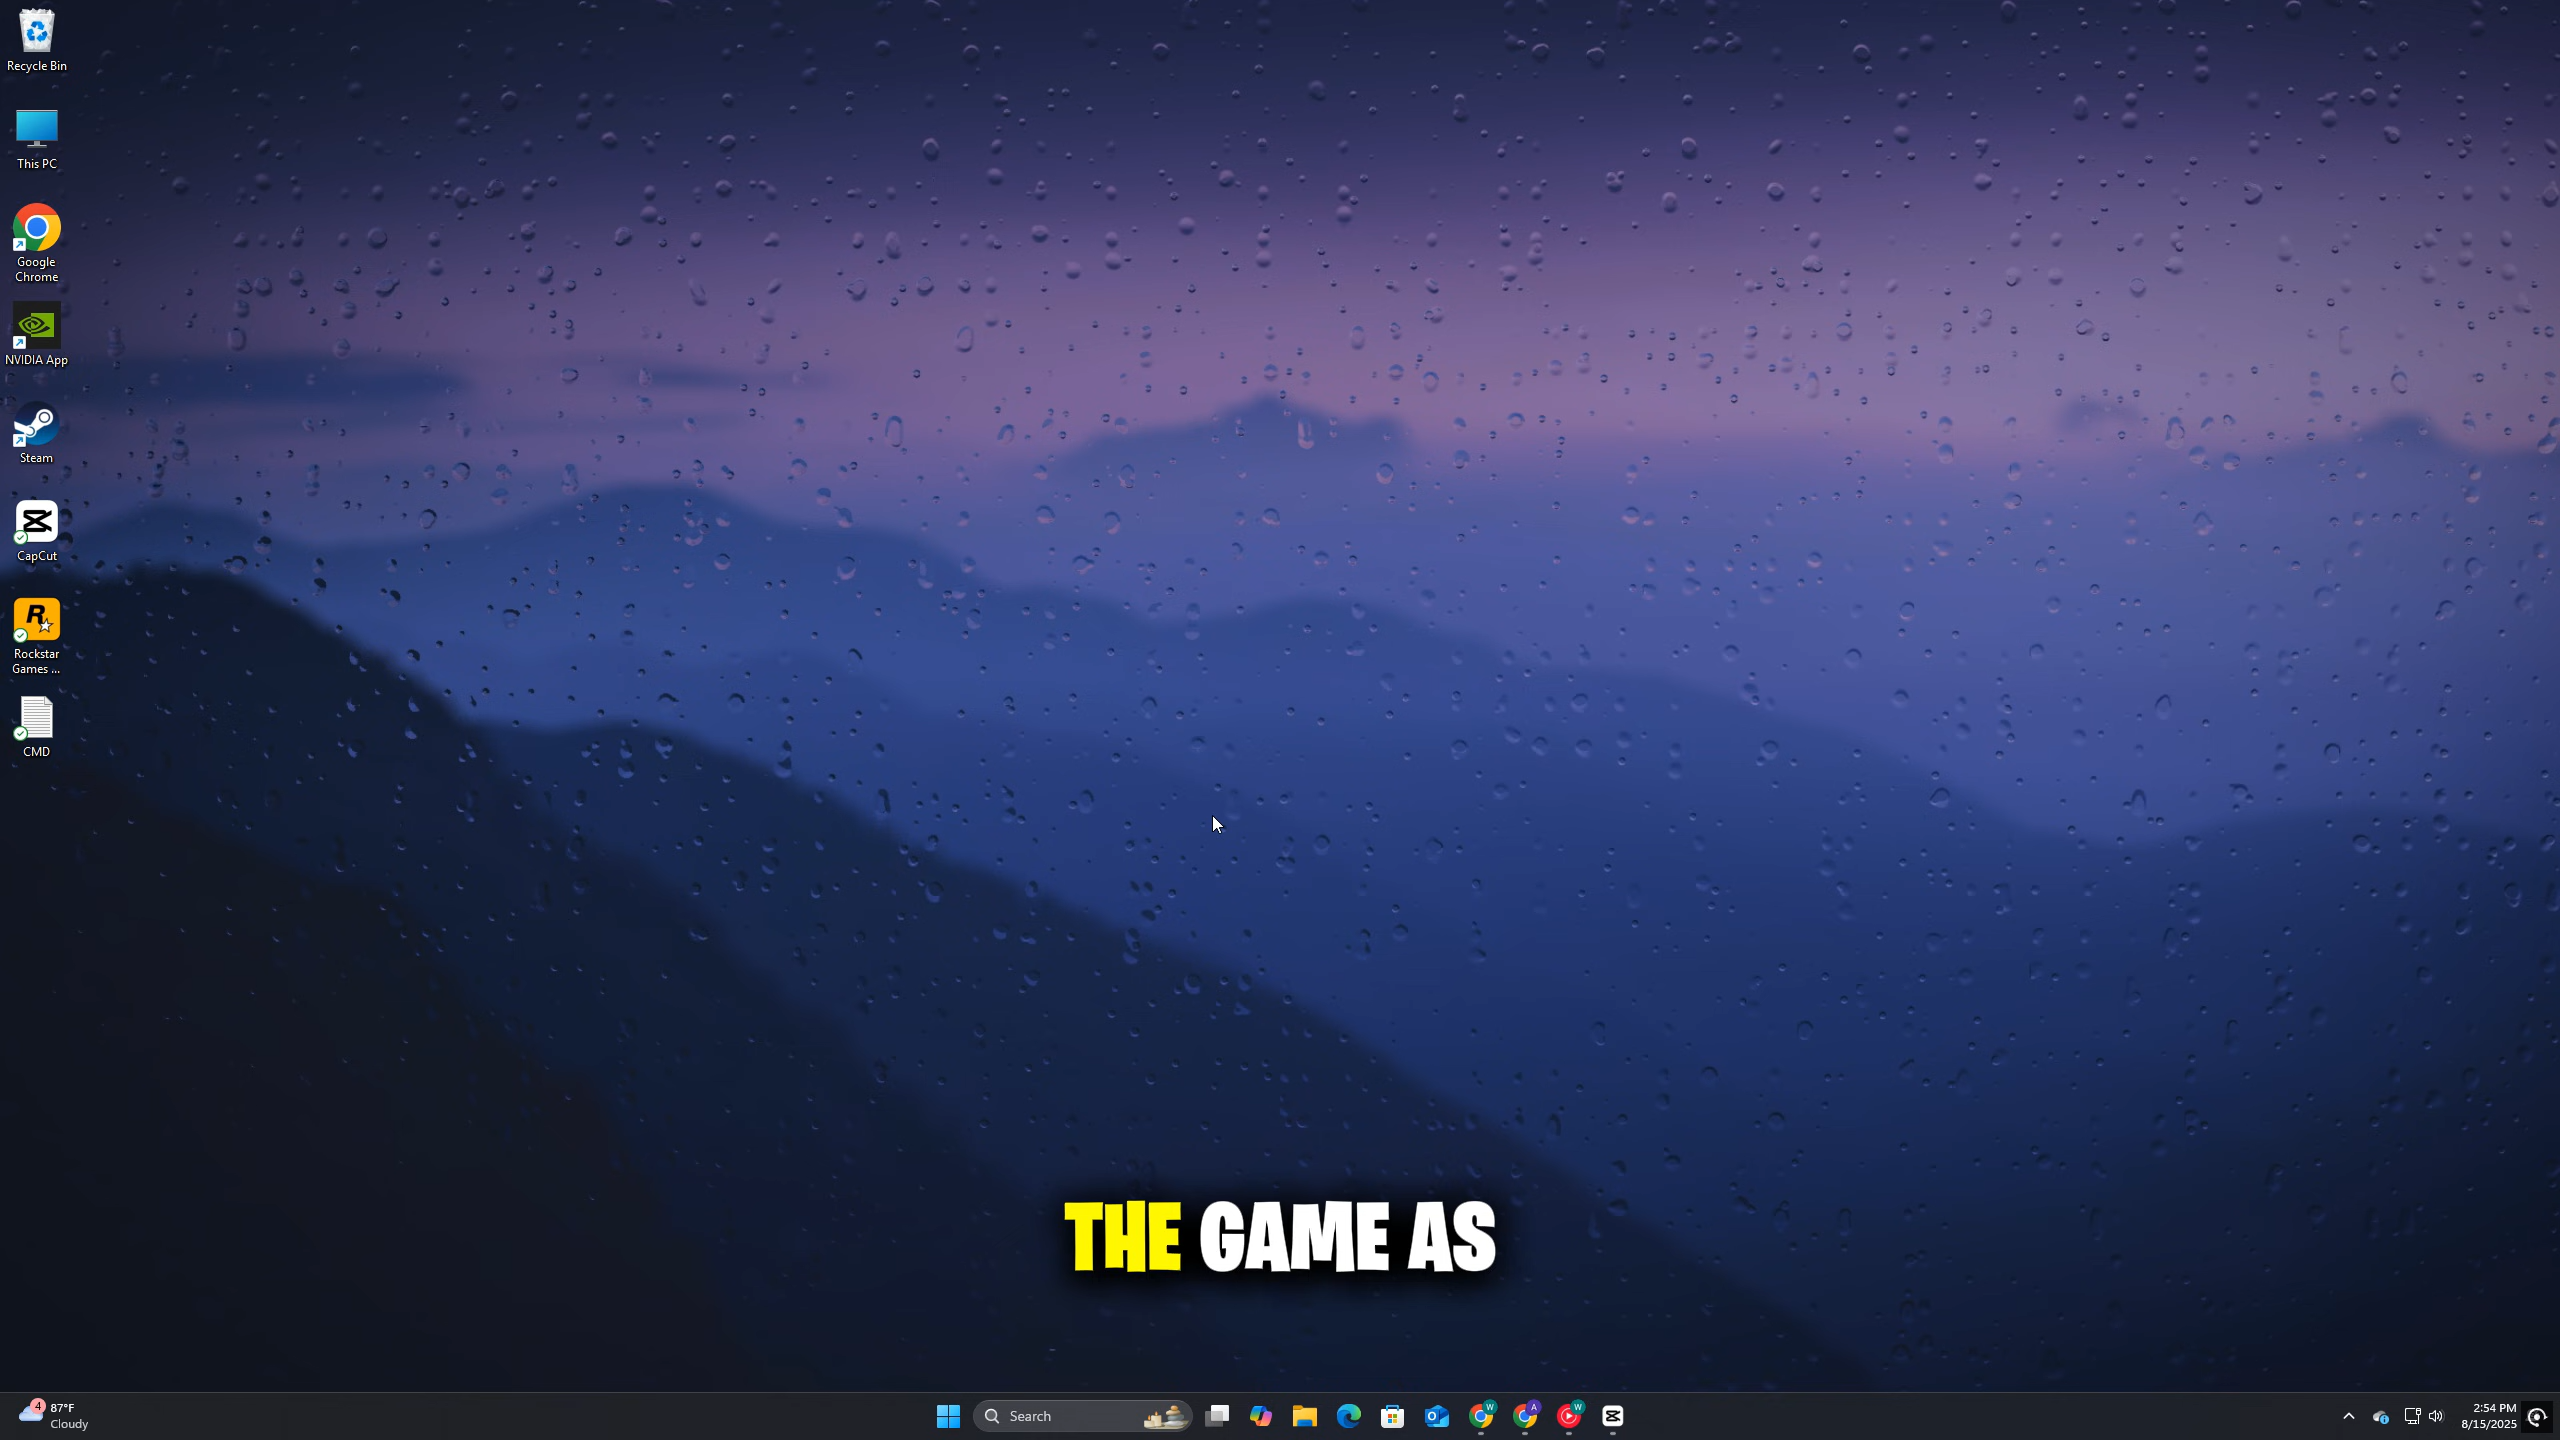 Recycle Bin
This PC
Google
Chrome
NVIDIA App
Steam
CapCut
Rockstar
Games ...
CMD
THE GAME AS
4
87°F
Cloudy
Search
W
A
W
2:54 PM
8/15/2025